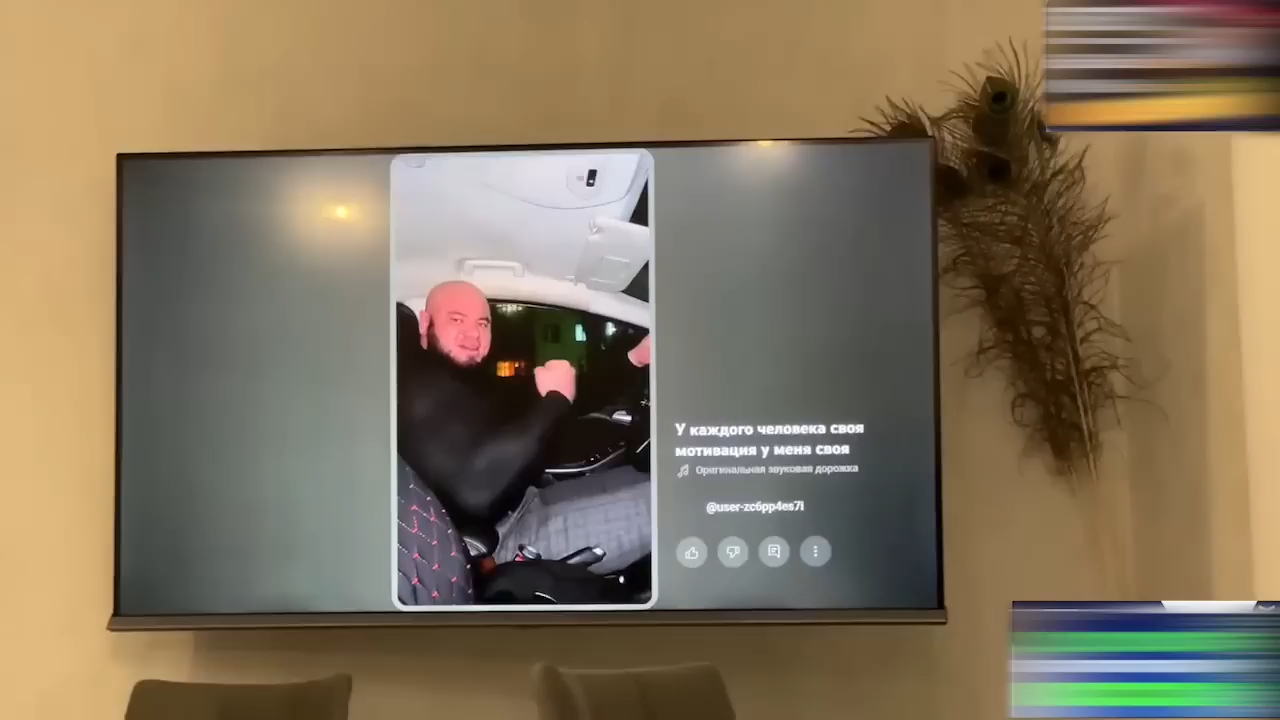 У каждого человека своя
мотивация у меня своя
Оригинальная звуковая дорожка
@user-zc6pp4es7i